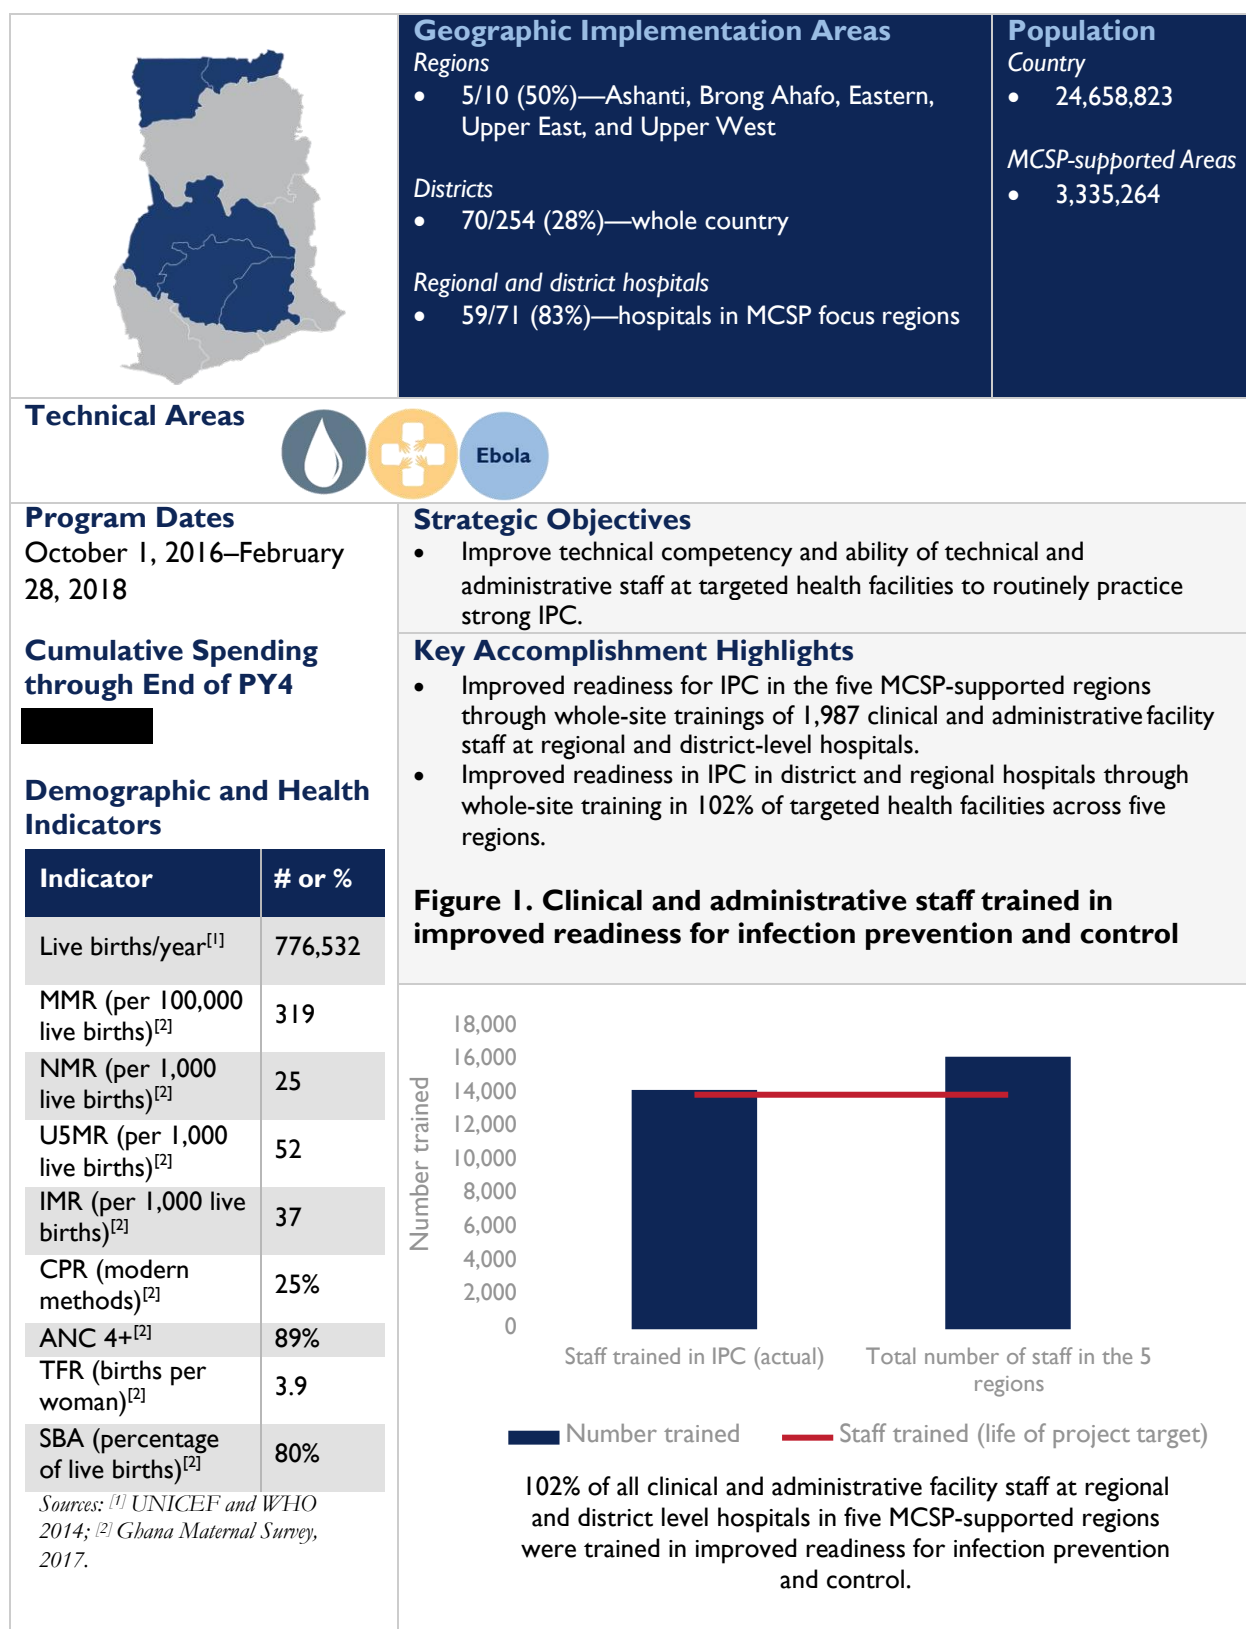 Geographic Implementation Areas
Regions
• 5/10 (50%)—Ashanti, Brong Ahafo, Eastern,
Upper East, and Upper West
Districts
• 70/254 (28%)—whole country
Regional and district hospitals
• 59/71 (83%)—hospitals in MCSP focus regions
Population
Country
• 24,658,823
MCSP-supported Areas
• 3,335,264
Technical Areas
Ebola
Program Dates
October 1, 2016–February
28, 2018
Cumulative Spending
through End of PY4
Demographic and Health
Indicators
Indicator # or %
Live births/year[1] 776,532
MMR (per 100,000
live births)[2] 319
NMR (per 1,000
live births)[2] 25
U5MR (per 1,000
live births)[2] 52
IMR (per 1,000 live
births)[2] 37
CPR (modern
methods)[2] 25%
ANC 4+[2] 89%
TFR (births per
woman)[2] 3.9
SBA (percentage
of live births)[2] 80%
Sources: [1] UNICEF and WHO
2014; [2] Ghana Maternal Survey,
2017.
Strategic Objectives
• Improve technical competency and ability of technical and
administrative staff at targeted health facilities to routinely practice
strong IPC.
Key Accomplishment Highlights
• Improved readiness for IPC in the five MCSP-supported regions
through whole-site trainings of 1,987 clinical and administrative facility
staff at regional and district-level hospitals.
• Improved readiness in IPC in district and regional hospitals through
whole-site training in 102% of targeted health facilities across five
regions.
Figure 1. Clinical and administrative staff trained in
improved readiness for infection prevention and control
Number trained
18,000
16,000
14,000
12,000
10,000
8,000
6,000
4,000
2,000
0
Staff trained in IPC (actual)
Total number of staff in the 5
regions
Number trained
Staff trained (life of project target)
102% of all clinical and administrative facility staff at regional
and district level hospitals in five MCSP-supported regions
were trained in improved readiness for infection prevention
and control.